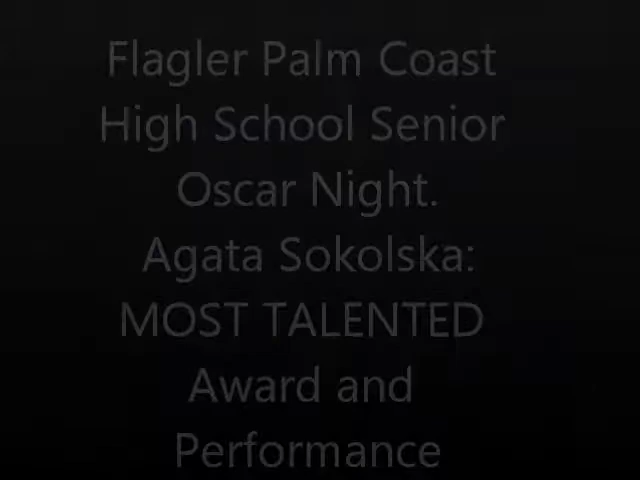 Flagler Palm Coast
High School Senior
Oscar Night.
Agata Sokolska:
MOST TALENTED
Award and
Performance